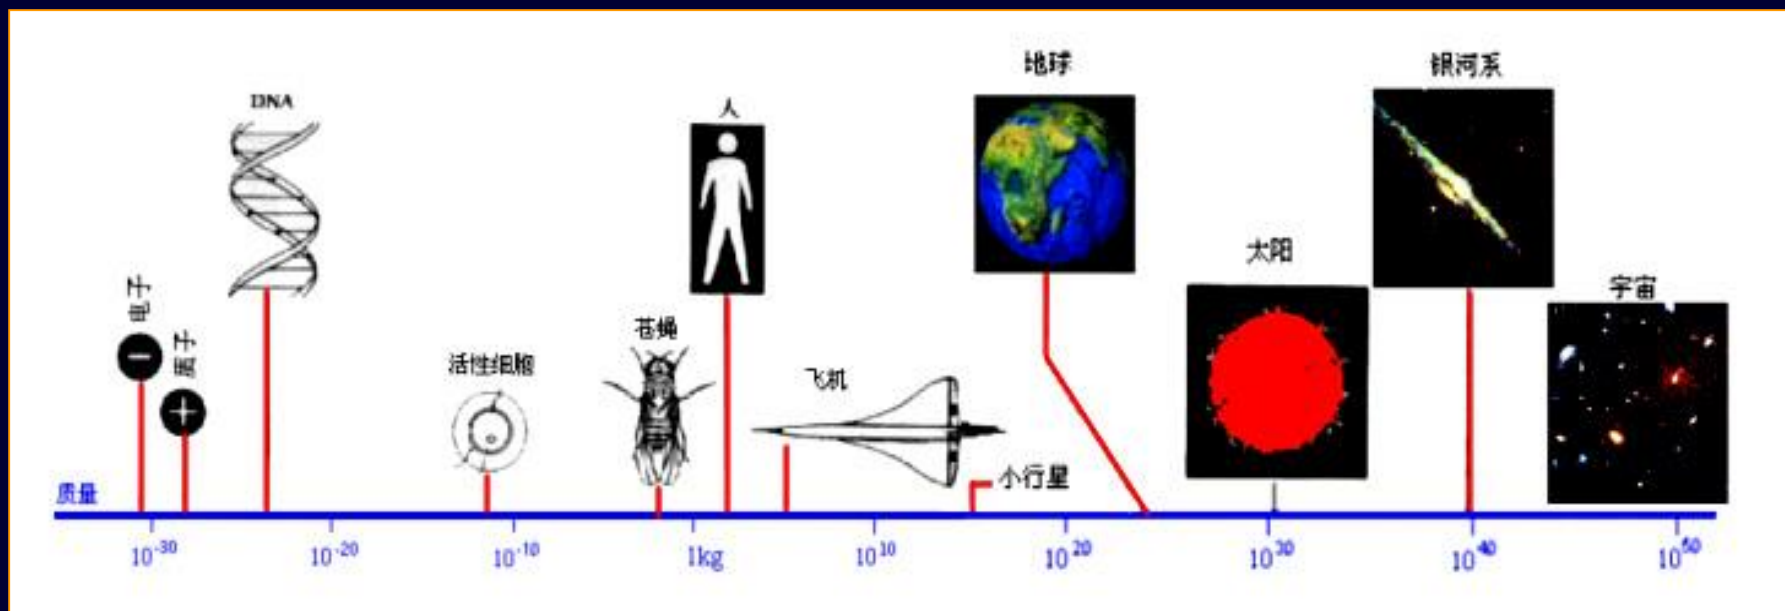 地球
银河系
DNA
人
太阳
电子
宇宙
质子
苍蝇
活性细胞
飞机
小行星
质量
10⁻³⁰
10⁻²⁰
10⁻¹⁰
1kg
10¹⁰
10²⁰
10³⁰
10⁴⁰
10⁵⁰